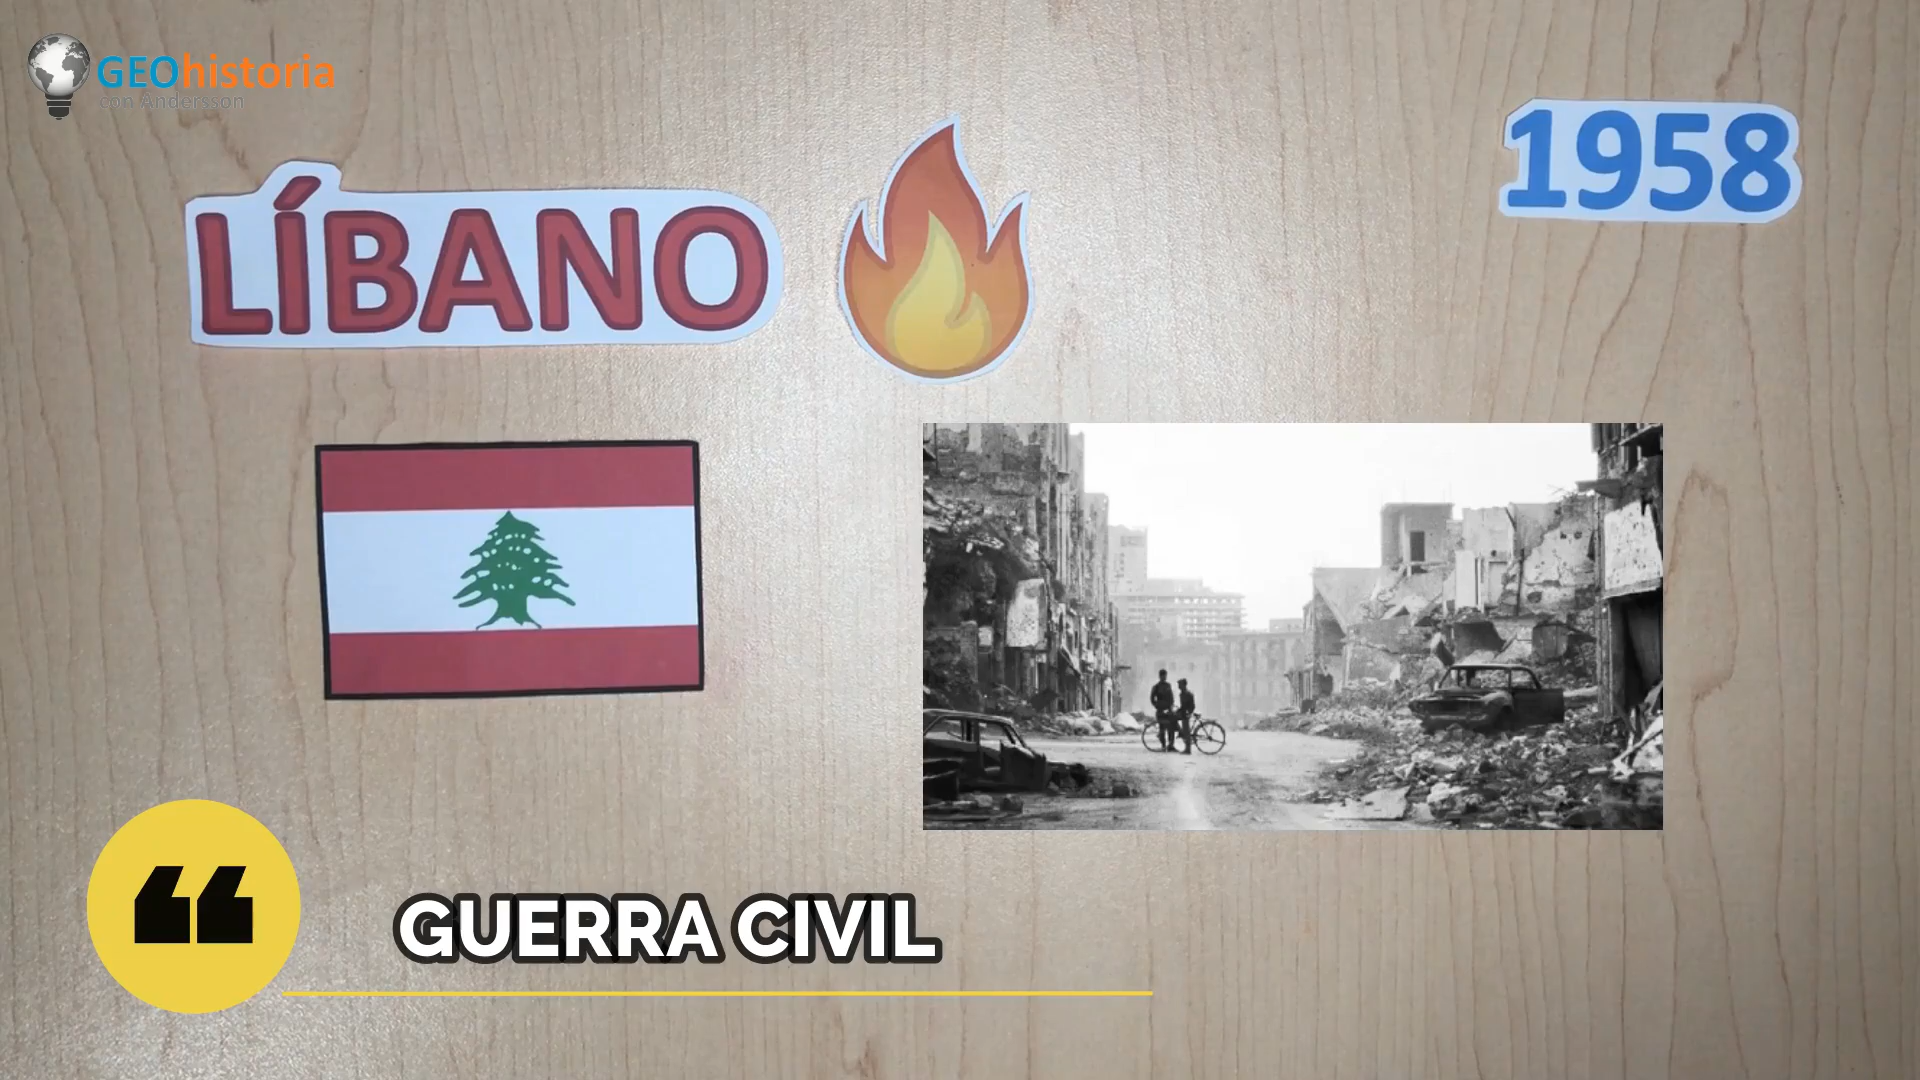 GEOhistoria
con Andersson
1958
LÍBANO
GUERRA CIVIL